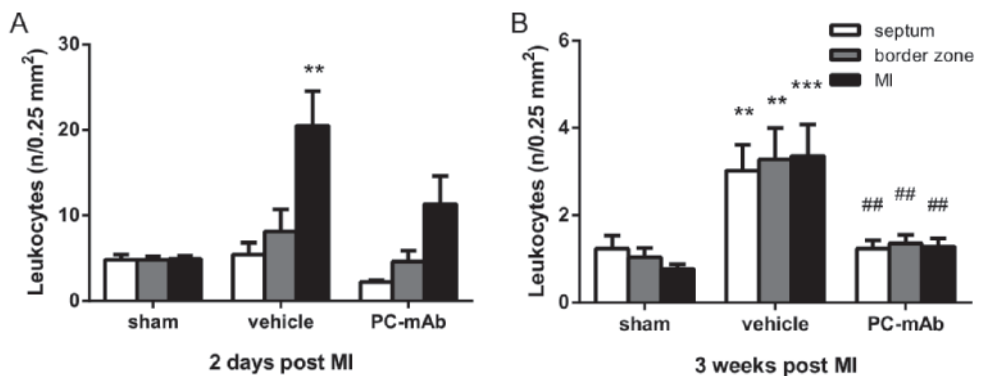 A
Leukocytes (n/0.25 mm²)
30
20
10
0
**
sham vehicle PC-mAb
2 days post MI
B
Leukocytes (n/0.25 mm²)
6
4
2
0
septum
border zone
MI
** ** ***
## ## ##
sham vehicle PC-mAb
3 weeks post MI